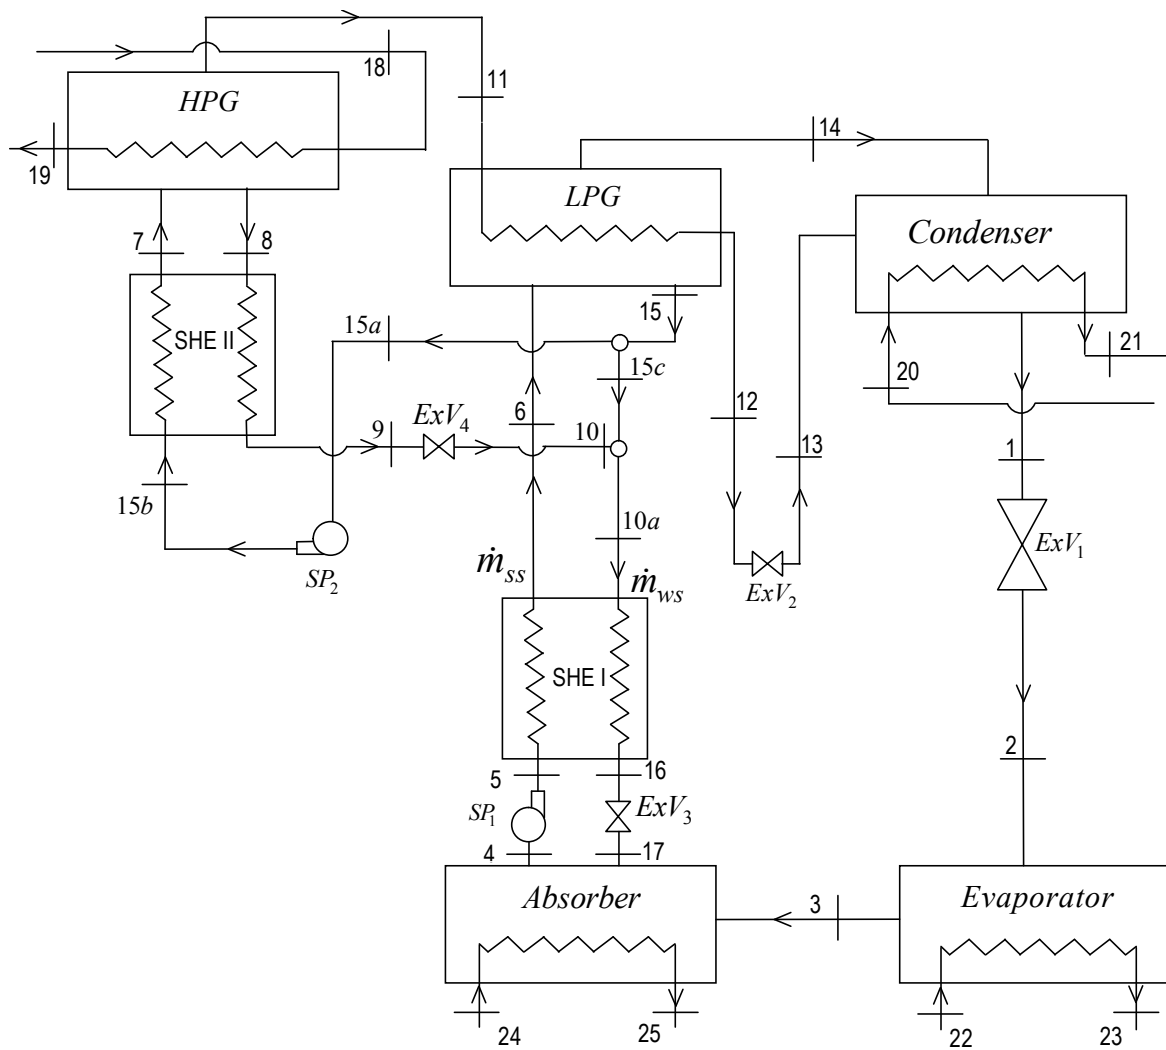 18
HPG
11
14
19
LPG
Condenser
7
8
15
15a
SHE II
21
15c
20
12
6
ExV4
9
10
13
1
15b
10a
ExV1
SP2
ṁss
ṁws
ExV2
SHE I
2
5
16
SP1
ExV3
4
17
3
Absorber
Evaporator
24
25
22
23